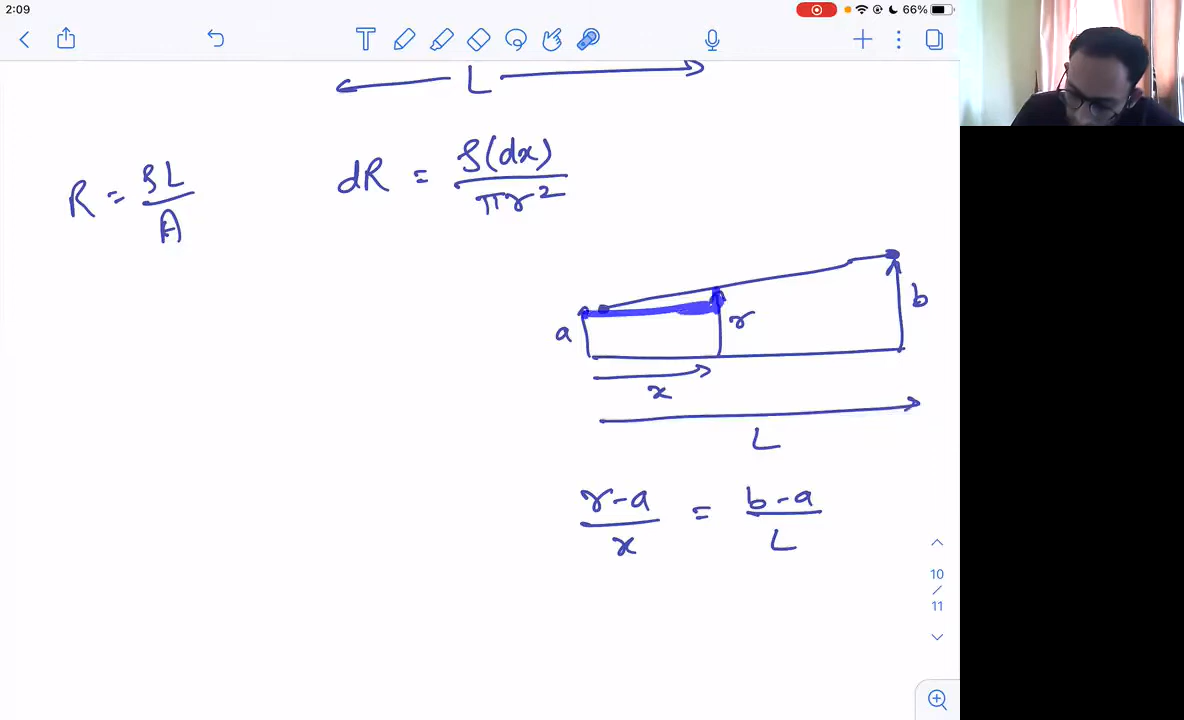 2:09
66%
T
L
R = ρL/A
dR = ρ(dx)/πr²
a
r
b
x
L
(r-a)/x = (b-a)/L
10
/
11